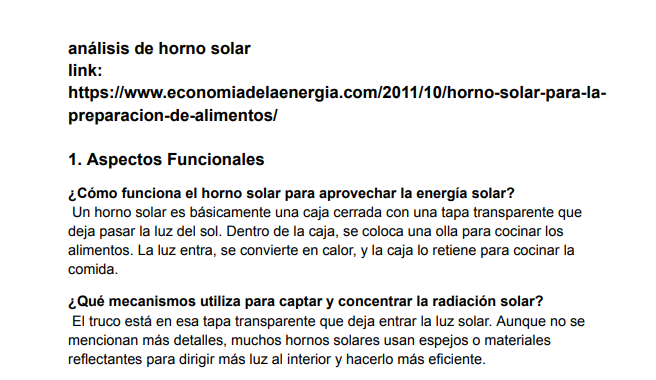 análisis de horno solar
link:
https://www.economiadelaenergia.com/2011/10/horno-solar-para-la-
preparacion-de-alimentos/
1. Aspectos Funcionales
¿Cómo funciona el horno solar para aprovechar la energía solar?
Un horno solar es básicamente una caja cerrada con una tapa transparente que
deja pasar la luz del sol. Dentro de la caja, se coloca una olla para cocinar los
alimentos. La luz entra, se convierte en calor, y la caja lo retiene para cocinar la
comida.
¿Qué mecanismos utiliza para captar y concentrar la radiación solar?
El truco está en esa tapa transparente que deja entrar la luz solar. Aunque no se
mencionan más detalles, muchos hornos solares usan espejos o materiales
reflectantes para dirigir más luz al interior y hacerlo más eficiente.